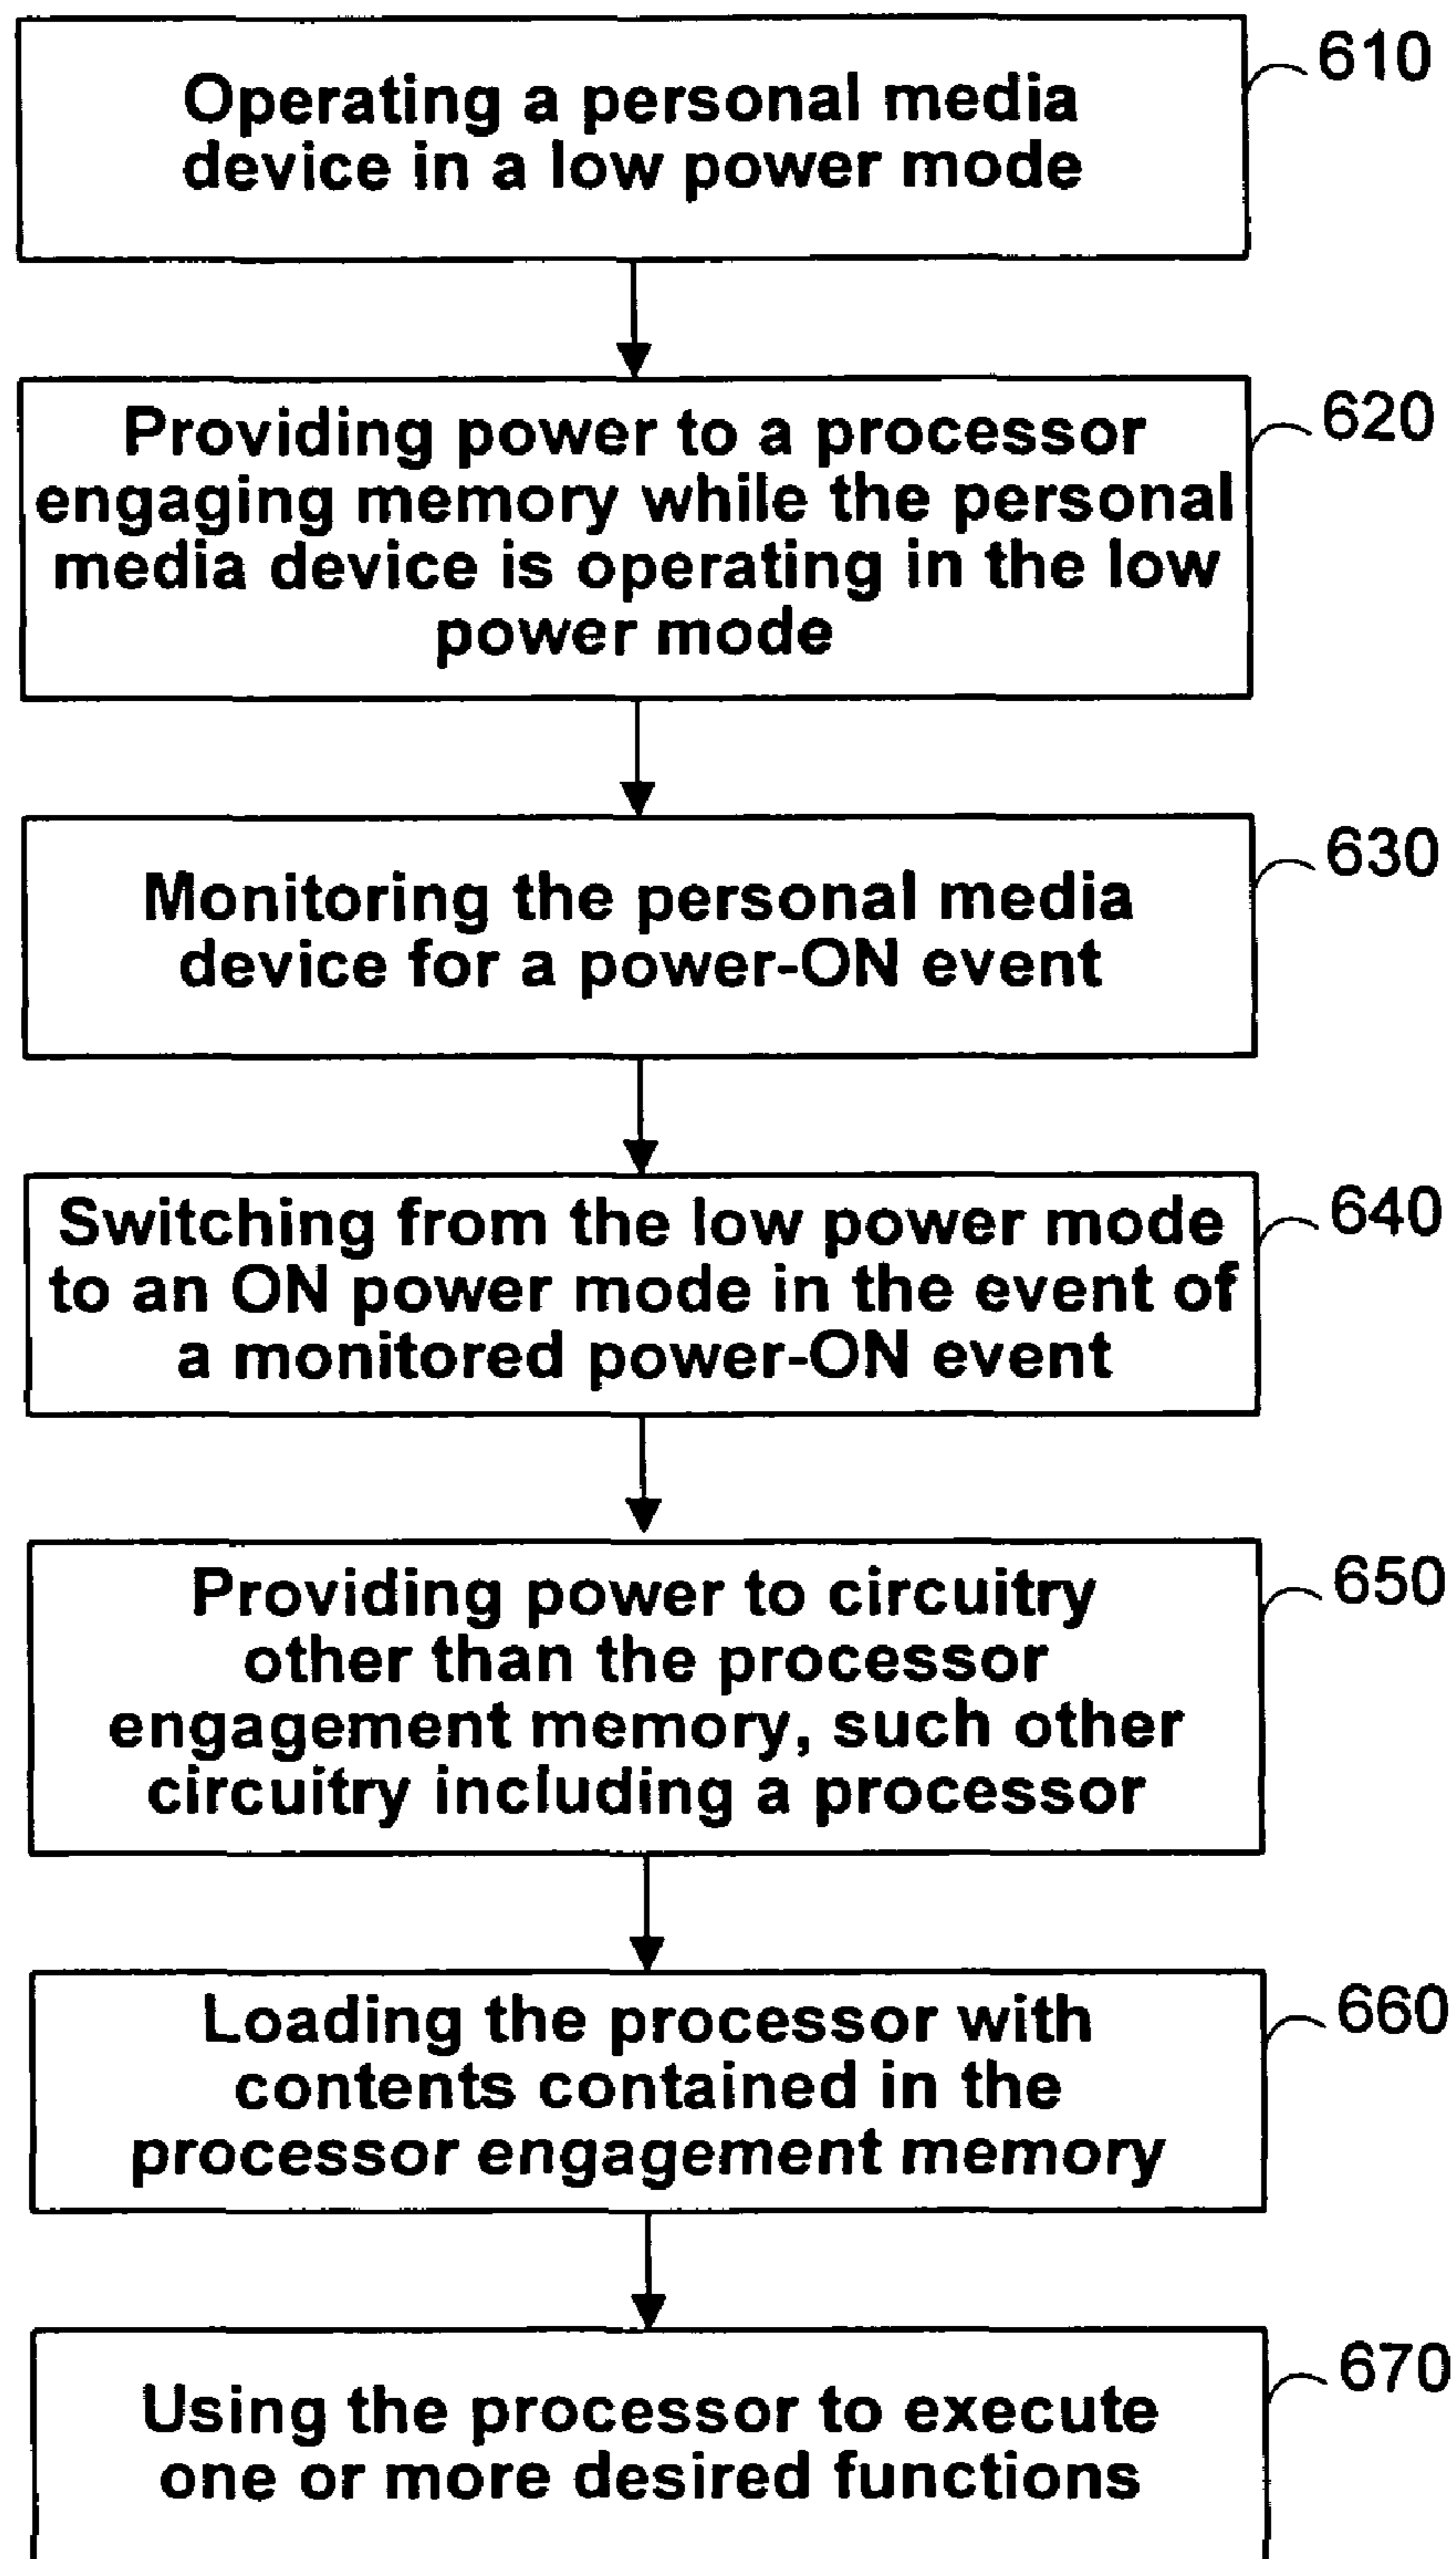 610
Operating a personal media
device in a low power mode
620
Providing power to a processor
engaging memory while the personal
media device is operating in the low
power mode
630
Monitoring the personal media
device for a power-ON event
640
Switching from the low power mode
to an ON power mode in the event of
a monitored power-ON event
650
Providing power to circuitry
other than the processor
engagement memory, such other
circuitry including a processor
660
Loading the processor with
contents contained in the
processor engagement memory
670
Using the processor to execute
one or more desired functions